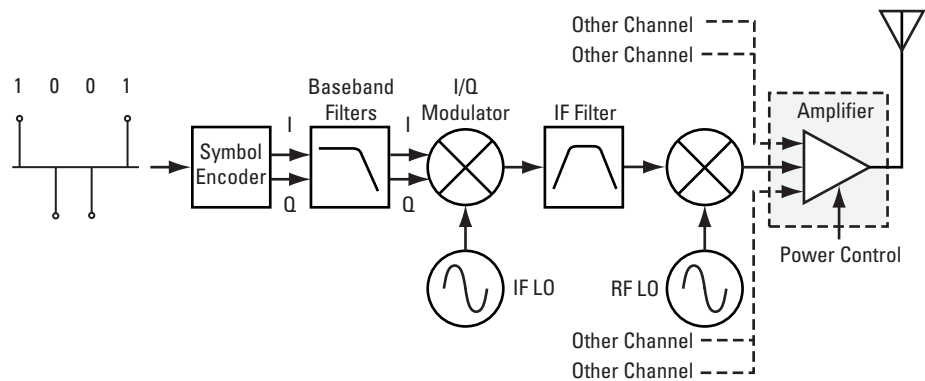 Other Channel
Other Channel
1 0 0 1
Baseband
Filters
I/Q
Modulator
IF Filter
Amplifier
I
I
Symbol
Encoder
Q
Q
Power Control
IF LO
RF LO
Other Channel
Other Channel